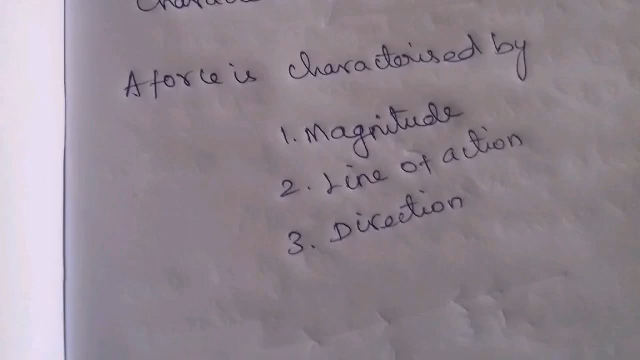 A force is characterised by
1. Magnitude
2. Line of action
3. Direction